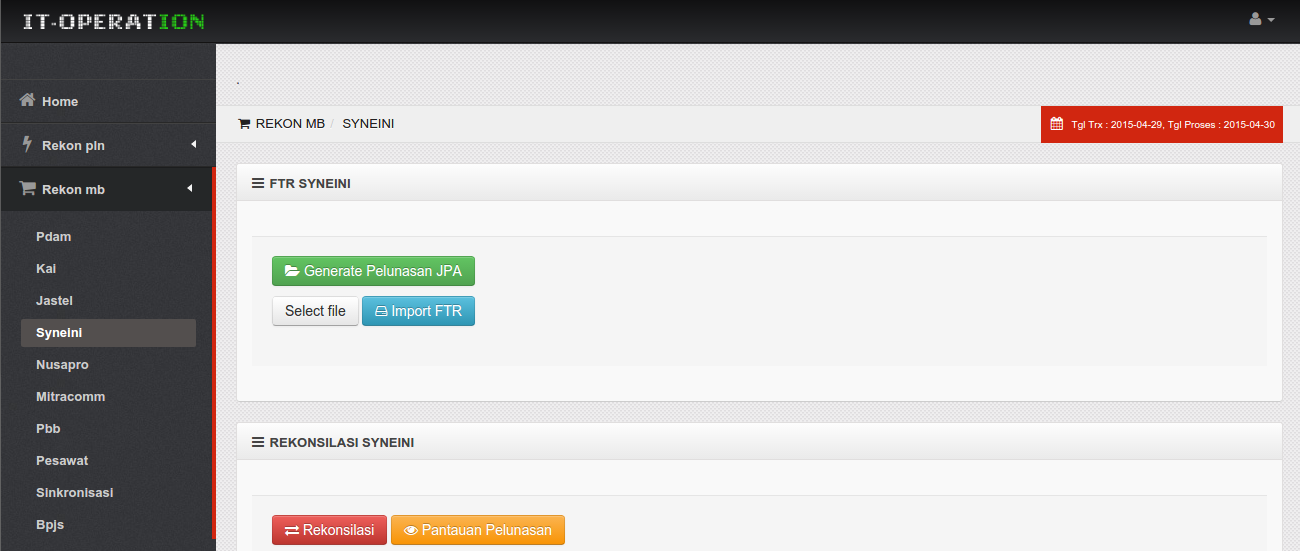 IT-OPERATION
Home
Rekon pln
Rekon mb
Pdam
Kai
Jastel
Syneini
Nusapro
Mitracomm
Pbb
Pesawat
Sinkronisasi
Bpjs
.
REKON MB / SYNEINI
Tgl Trx : 2015-04-29, Tgl Proses : 2015-04-30
FTR SYNEINI
Generate Pelunasan JPA
Select file Import FTR
REKONSILASI SYNEINI
Rekonsilasi Pantauan Pelunasan